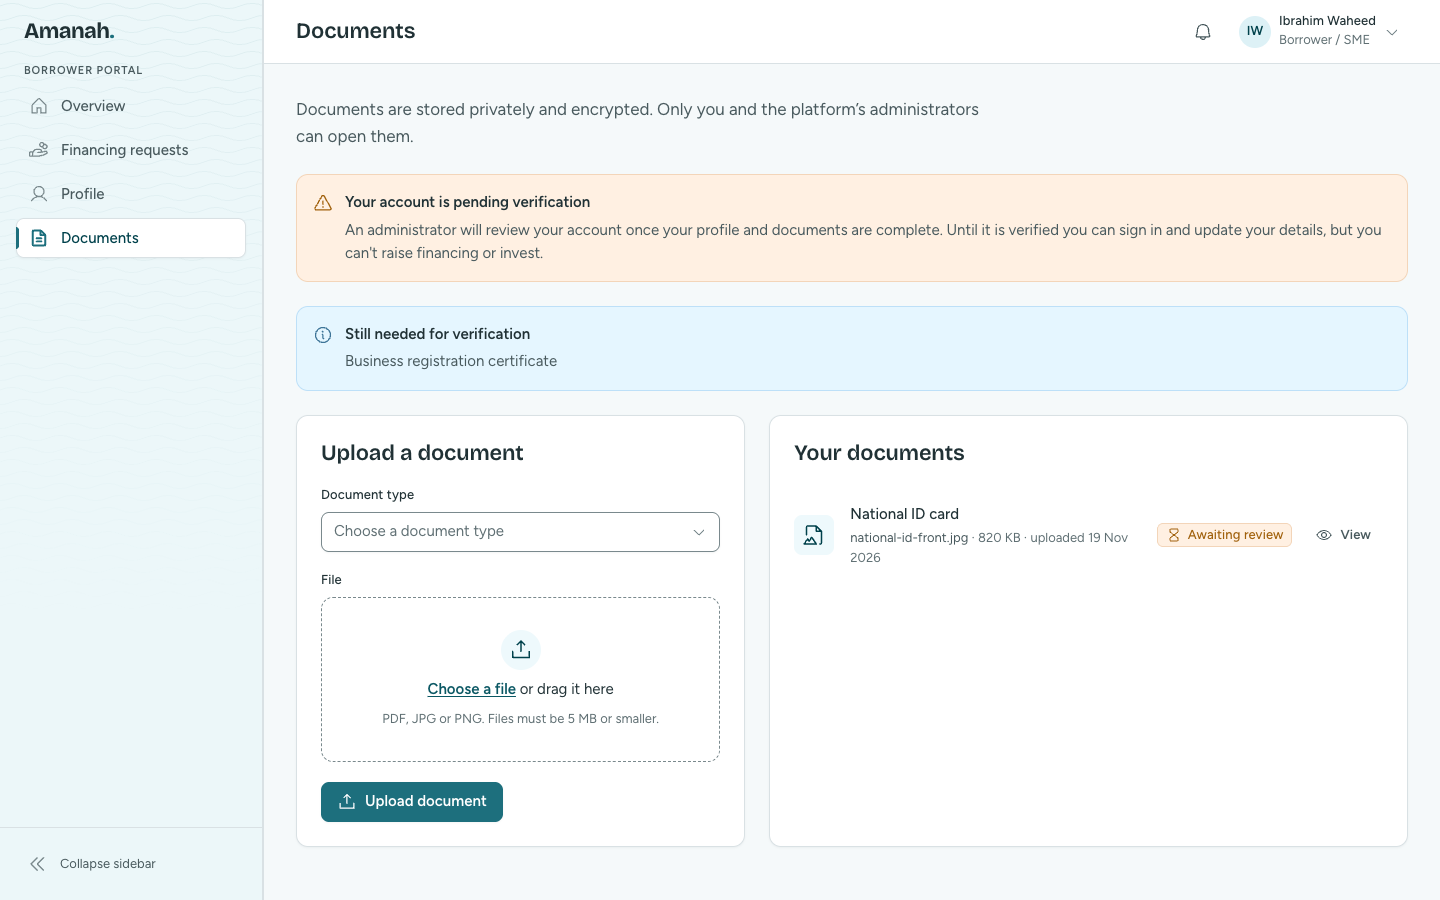 Amanah.
BORROWER PORTAL
Overview
Financing requests
Profile
Documents
Collapse sidebar
Documents
IW
Ibrahim Waheed
Borrower / SME
Documents are stored privately and encrypted. Only you and the platform’s administrators
can open them.
Your account is pending verification
An administrator will review your account once your profile and documents are complete. Until it is verified you can sign in and update your details, but you
can't raise financing or invest.
Still needed for verification
Business registration certificate
Upload a document
Document type
Choose a document type
File
Choose a file or drag it here
PDF, JPG or PNG. Files must be 5 MB or smaller.
Upload document
Your documents
National ID card
national-id-front.jpg · 820 KB · uploaded 19 Nov
2026
Awaiting review
View